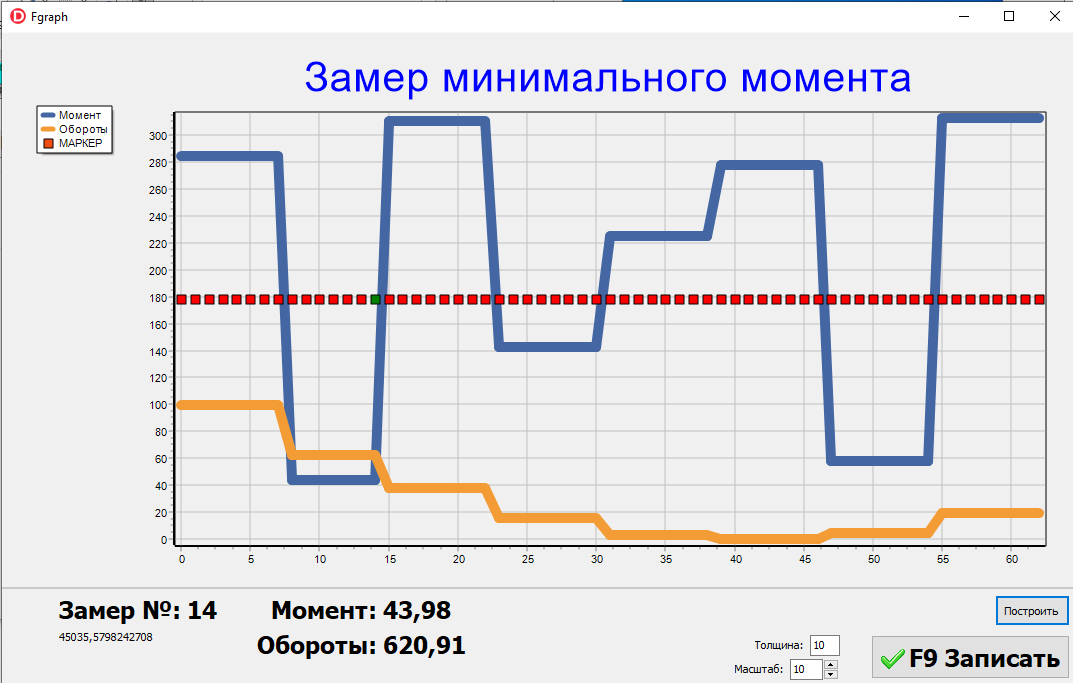 Fgraph
Замер минимального момента
Момент
Обороты
МАРКЕР
300
280
260
240
220
200
180
160
140
120
100
80
60
40
20
0
0 5 10 15 20 25 30 35 40 45 50 55 60
Замер №: 14 Момент: 43,98
45035,5798242708
Обороты: 620,91
Построить
Толщина: 10
Масштаб: 10
F9 Записать